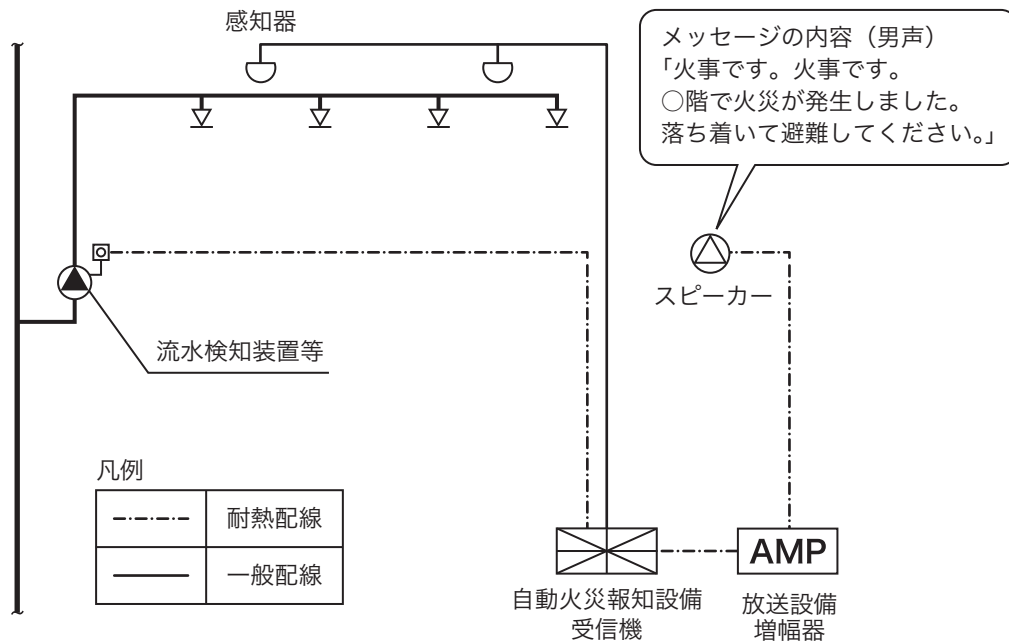 感知器
メッセージの内容（男声）
「火事です。火事です。
○階で火災が発生しました。
落ち着いて避難してください。」
スピーカー
流水検知装置等
凡例
耐熱配線
一般配線
AMP
自動火災報知設備
受信機
放送設備
増幅器